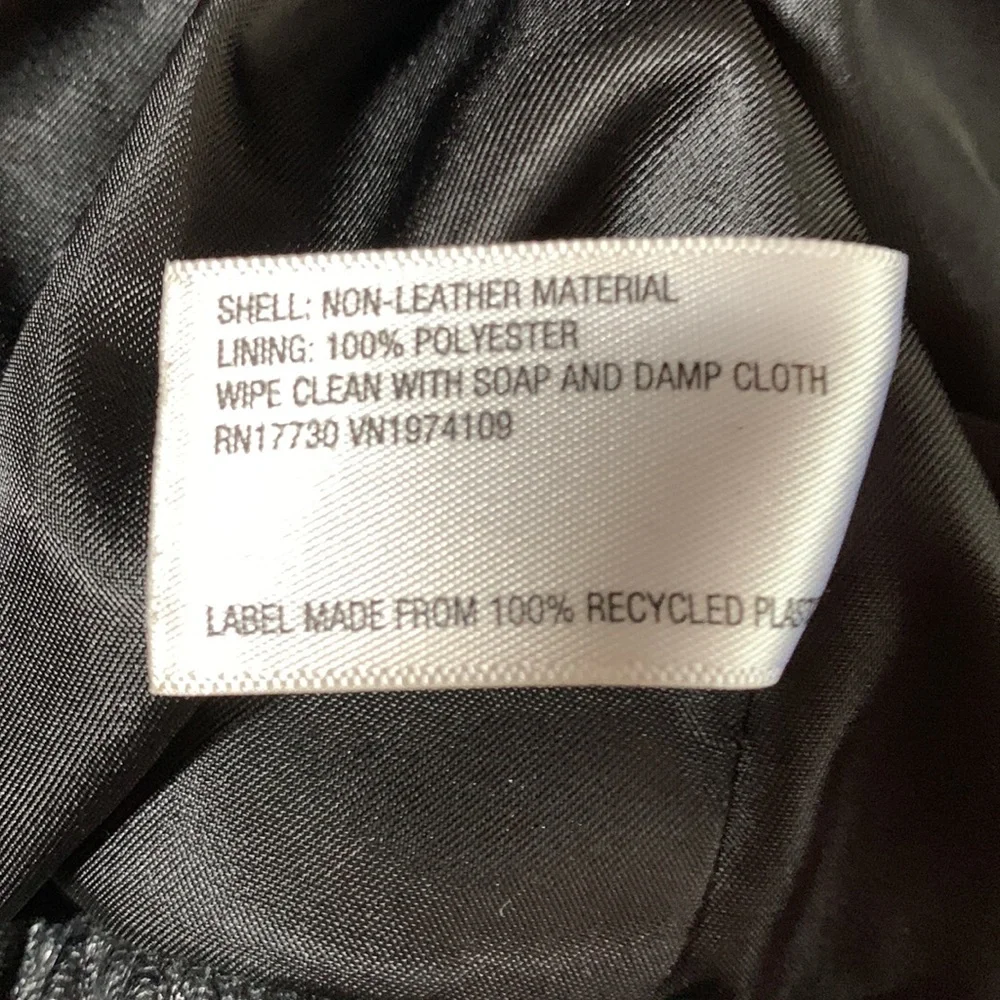 SHELL: NON-LEATHER MATERIAL
LINING: 100% POLYESTER
WIPE CLEAN WITH SOAP AND DAMP CLOTH
RN17730 VN1974109
LABEL MADE FROM 100% RECYCLED